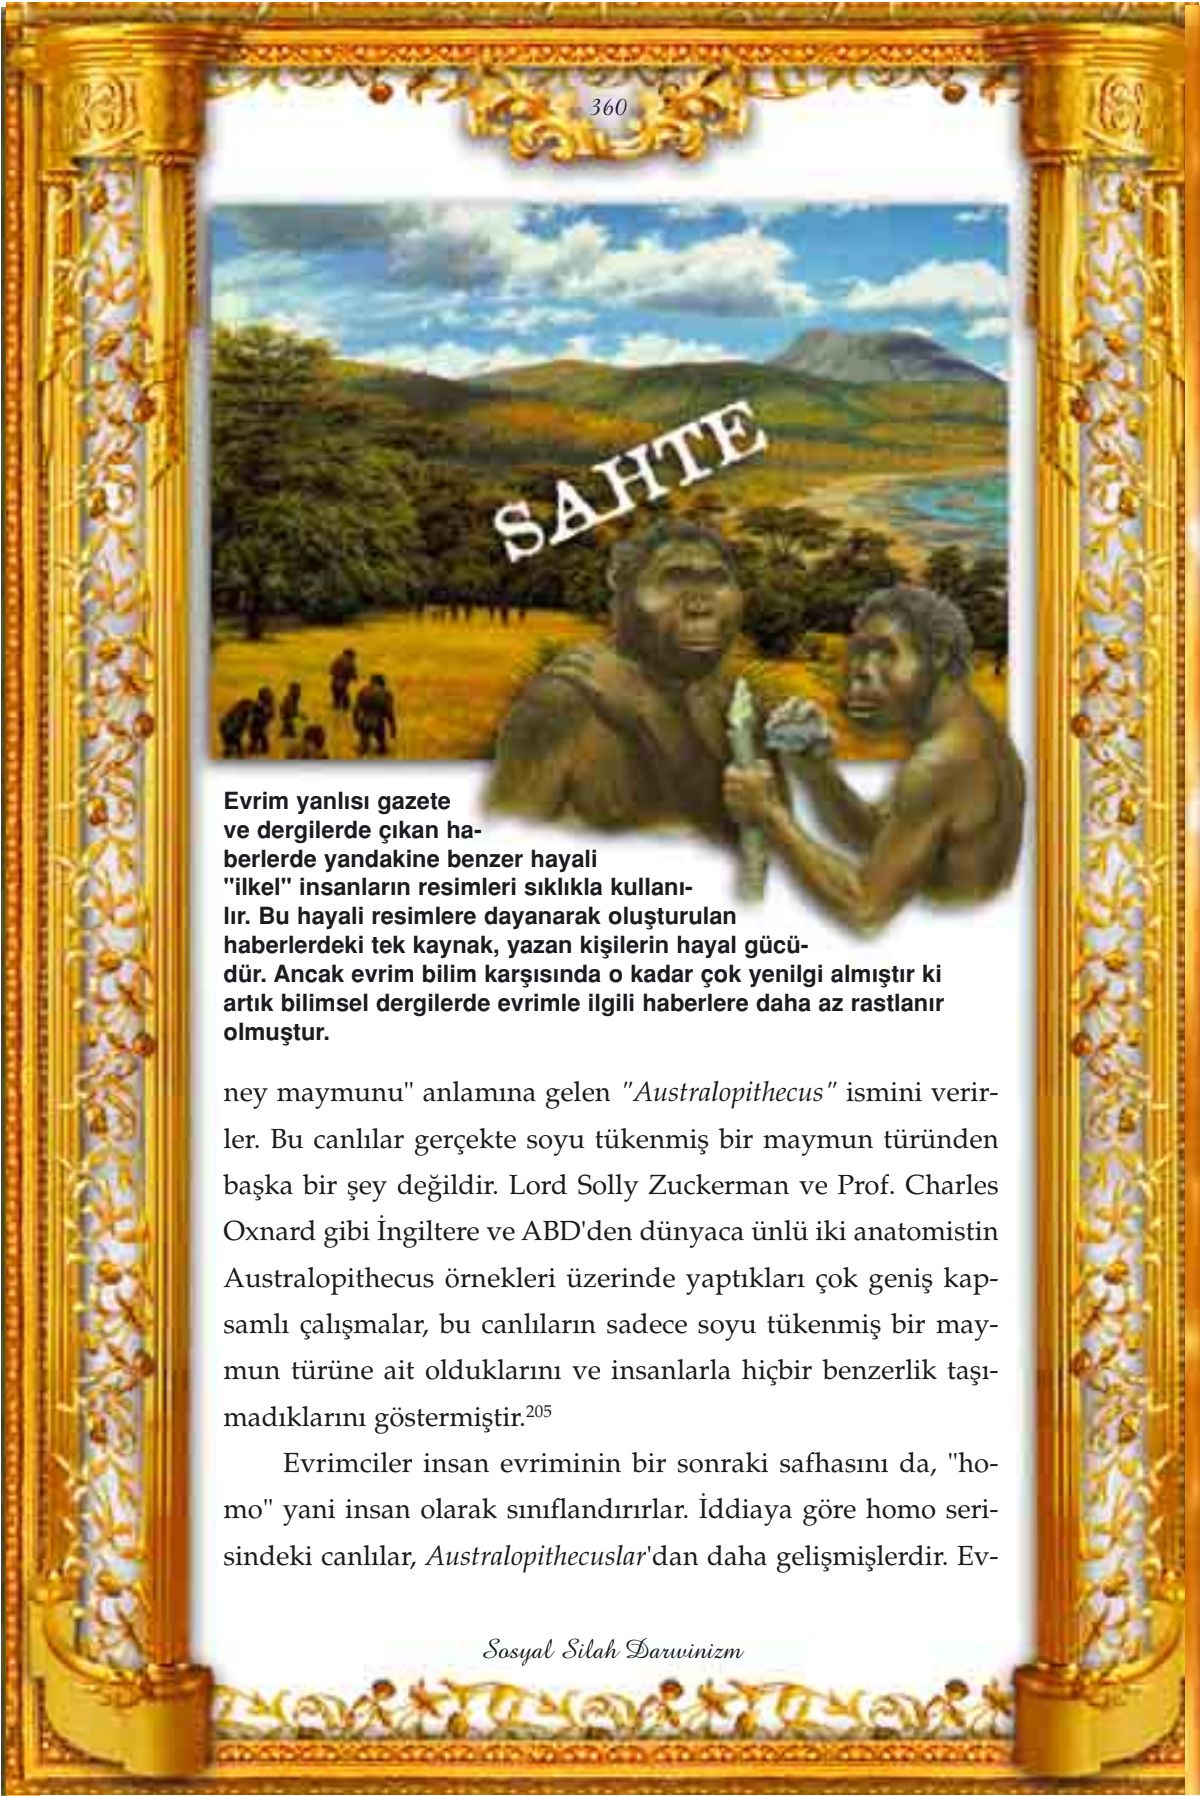 360
SAHTE
Evrim yanlısı gazete
ve dergilerde çıkan ha-
berlerde yandakine benzer hayali
"ilkel" insanların resimleri sıklıkla kullanı-
lır. Bu hayali resimlere dayanarak oluşturulan
haberlerdeki tek kaynak, yazan kişilerin hayal gücü-
dür. Ancak evrim bilim karşısında o kadar çok yenilgi almıştır ki
artık bilimsel dergilerde evrimle ilgili haberlere daha az rastlanır
olmuştur.
ney maymunu" anlamına gelen "Australopithecus" ismini verir-
ler. Bu canlılar gerçekte soyu tükenmiş bir maymun türünden
başka bir şey değildir. Lord Solly Zuckerman ve Prof. Charles
Oxnard gibi İngiltere ve ABD'den dünyaca ünlü iki anatomistin
Australopithecus örnekleri üzerinde yaptıkları çok geniş kap-
samlı çalışmalar, bu canlıların sadece soyu tükenmiş bir may-
mun türüne ait olduklarını ve insanlarla hiçbir benzerlik taşı-
madıklarını göstermiştir.205
Evrimciler insan evriminin bir sonraki safhasını da, "ho-
mo" yani insan olarak sınıflandırırlar. İddiaya göre homo seri-
sindeki canlılar, Australopithecuslar'dan daha gelişmişlerdir. Ev-
Sosyal Silah Darwinizm